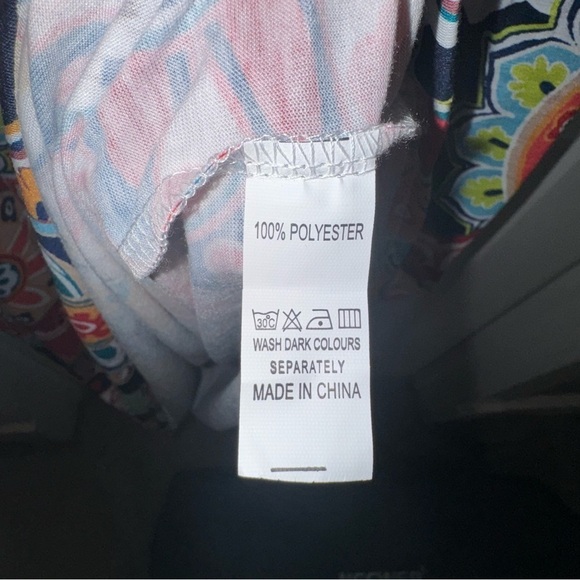 100% POLYESTER
30°C
WASH DARK COLOURS
SEPARATELY
MADE IN CHINA